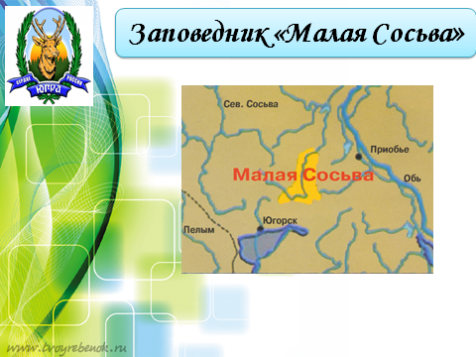 Заповедник «Малая Сосьва»
СЕРДЦЕ РОССИИ
ЮГРА
Сев. Сосьва
Приобье
Малая Сосьва
Обь
Югорск
Пелым
www.tvoyrebenok.ru